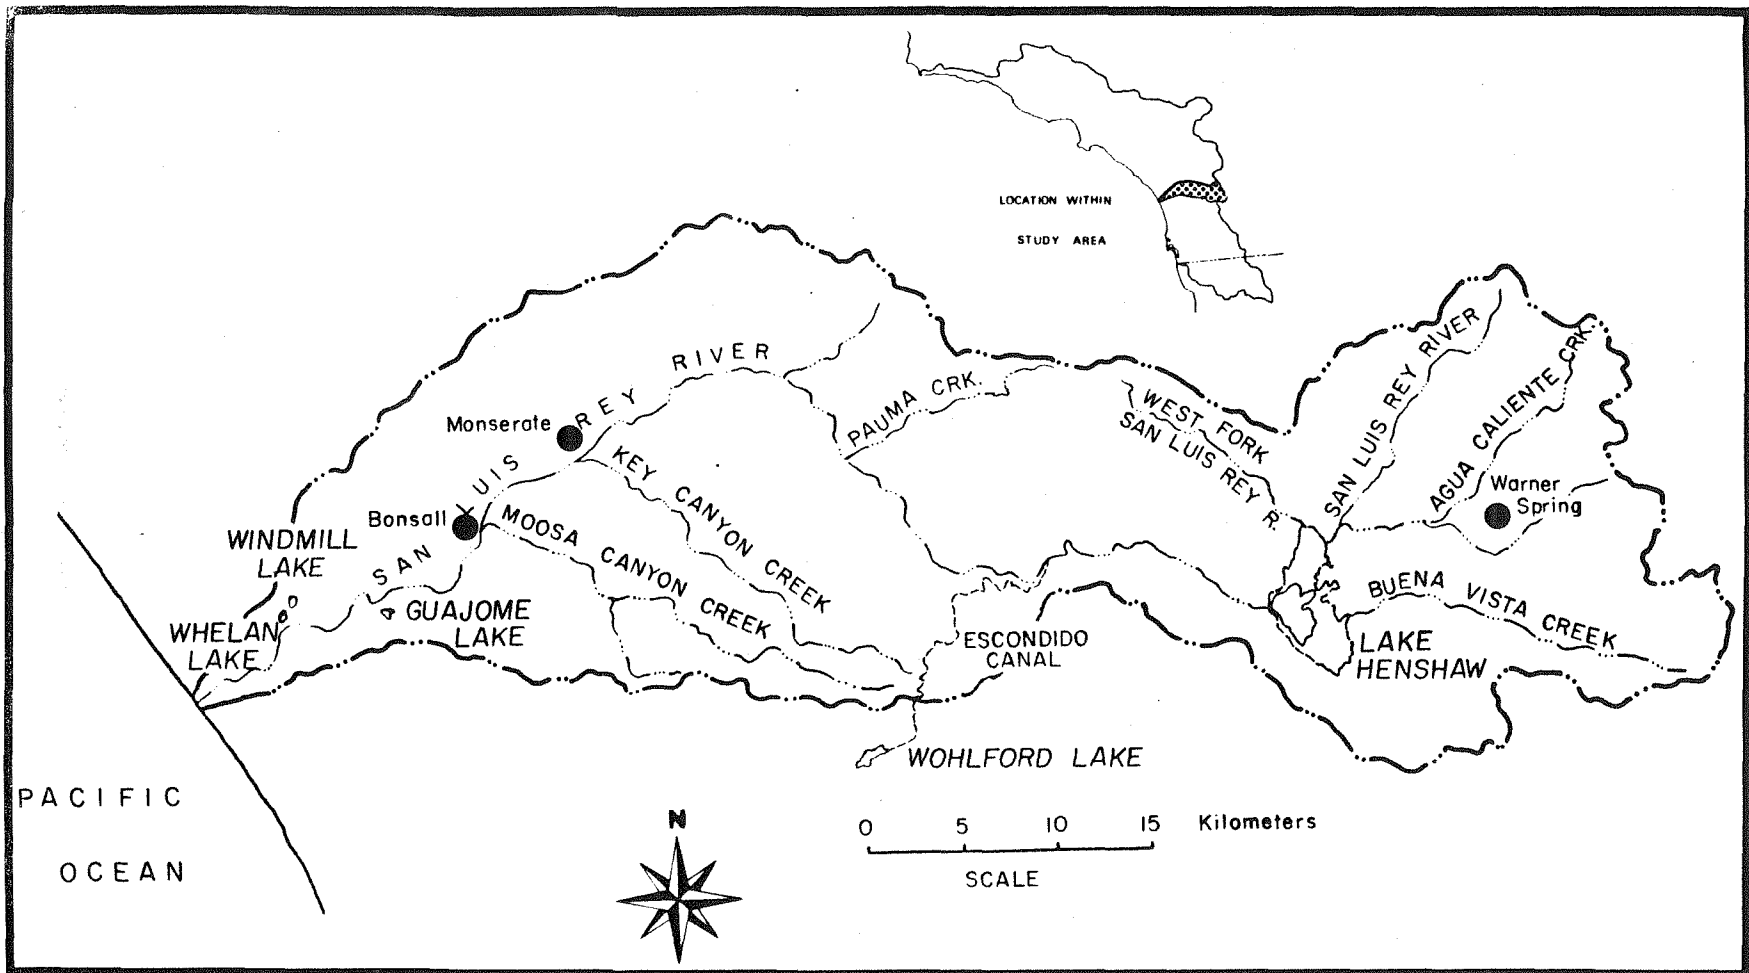 LOCATION WITHIN
STUDY AREA
SAN LUIS REY RIVER
Monserate
PAUMA CRK.
WEST FORK
SAN LUIS REY R.
SAN LUIS REY RIVER
AGUA CALIENTE CRK.
Warner
Spring
Bonsall
KEY CANYON CREEK
MOOSA CANYON CREEK
WINDMILL
LAKE
WHELAN
LAKE
GUAJOME
LAKE
ESCONDIDO
CANAL
BUENA VISTA CREEK
LAKE
HENSHAW
WOHLFORD LAKE
PACIFIC
OCEAN
N
0 5 10 15 Kilometers
SCALE